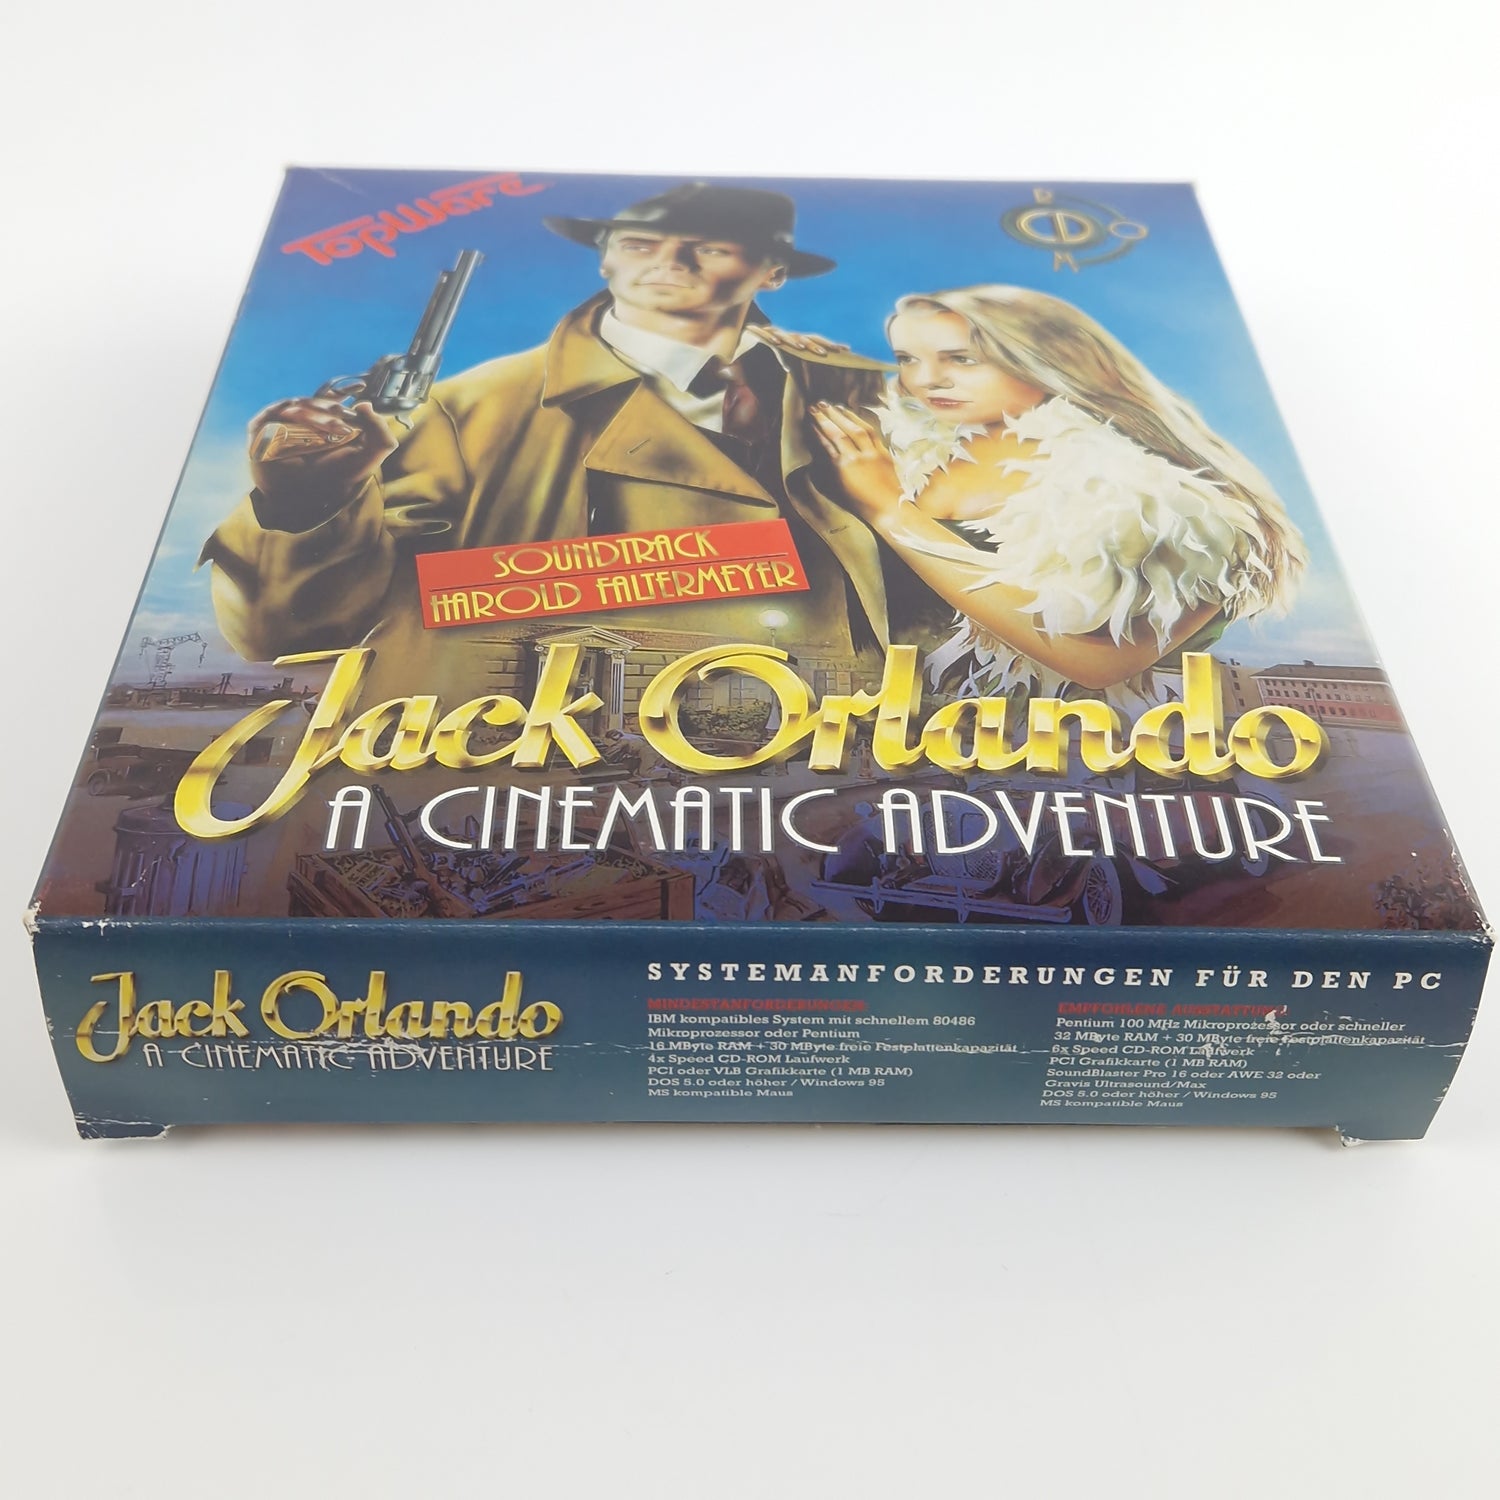 TOPWARE
CD
ROM
SOUNDTRACK
HAROLD FALTERMEYER
Jack Orlando
A CINEMATIC ADVENTURE
Jack Orlando
A CINEMATIC ADVENTURE
SYSTEMANFORDERUNGEN FÜR DEN PC
MINDESTANFORDERUNGEN:
IBM kompatibles System mit schnellem 80486
Mikroprozessor oder Pentium
16 MByte RAM + 30 MByte freie Festplattenkapazität
4x Speed CD-ROM Laufwerk
PCI oder VLB Grafikkarte (1 MB RAM)
DOS 5.0 oder höher / Windows 95
MS kompatible Maus
EMPFOHLENE AUSSTATTUNG:
Pentium 100 MHz Mikroprozessor oder schneller
32 MByte RAM + 30 MByte freie Festplattenkapazität
6x Speed CD-ROM Laufwerk
PCI Grafikkarte (1 MB RAM)
SoundBlaster Pro 16 oder AWE 32 oder
Gravis Ultrasound/Max
DOS 5.0 oder höher / Windows 95
MS kompatible Maus